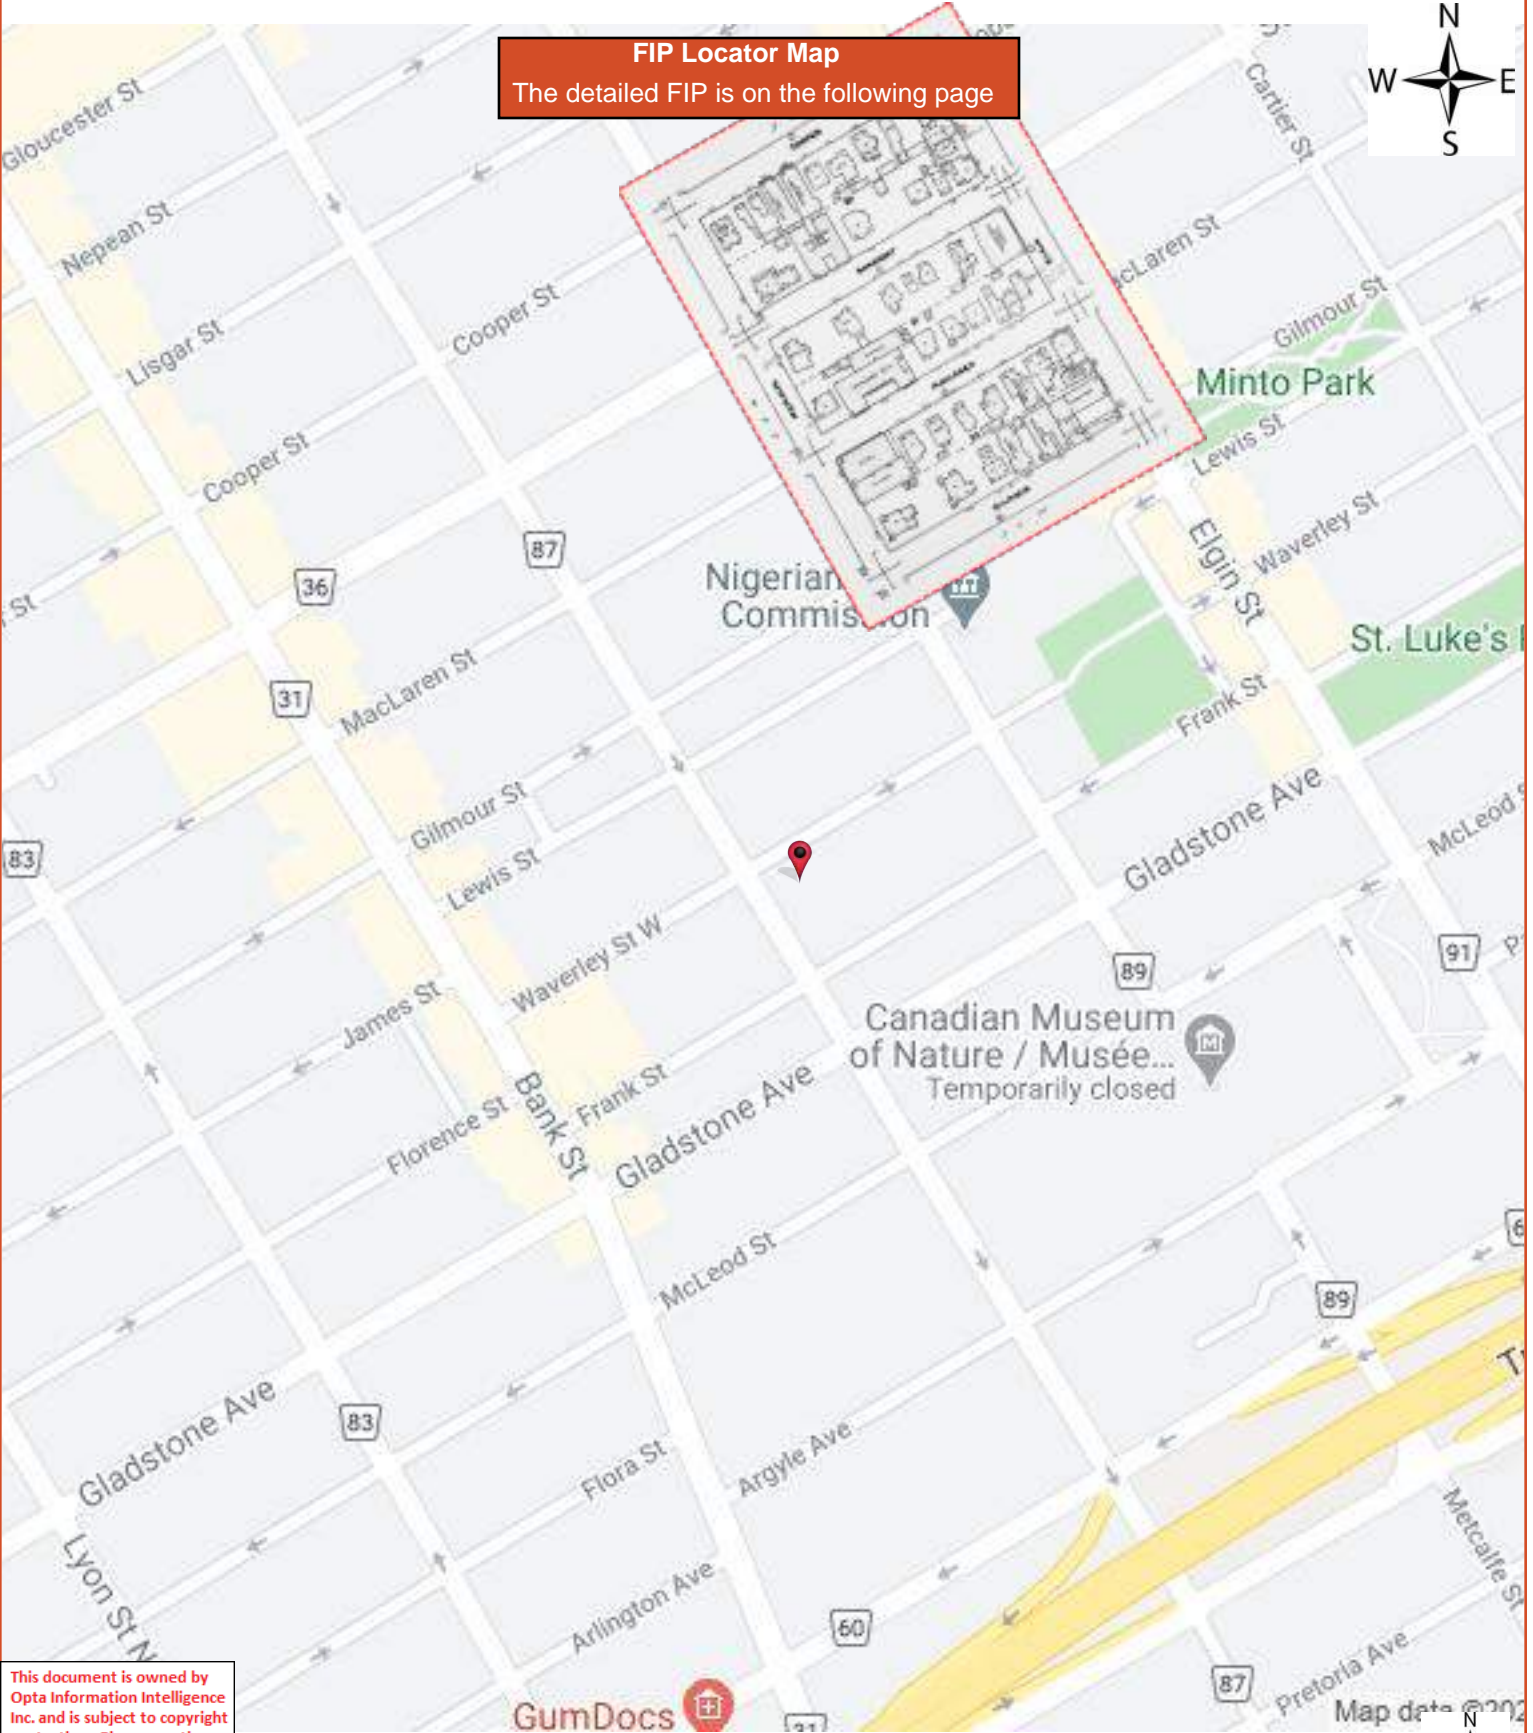 N
FIP Locator Map
The detailed FIP is on the following page
W
E
S
Cartier St
Gloucester St
Nepean St
MacLaren St
Cooper St
Gilmour St
Lisgar St
Minto Park
Cooper St
Lewis St
Waverley St
87
Elgin St
36
Nigerian
Commission
St
St. Luke's
MacLaren St
31
Frank St
Gilmour St
Gladstone Ave
McLeod
83
Lewis St
Waverley St W
91
89
James St
Canadian Museum
of Nature / Musée...
Temporarily closed
Bank St
Frank St
Florence St
Gladstone Ave
McLeod St
89
Gladstone Ave
83
Flora St
Argyle Ave
Metcalfe St
Lyon St N
Arlington Ave
60
87
Pretoria Ave
This document is owned by
Opta Information Intelligence
Inc. and is subject to copyright
GumDocs
31
Map data ©202
N